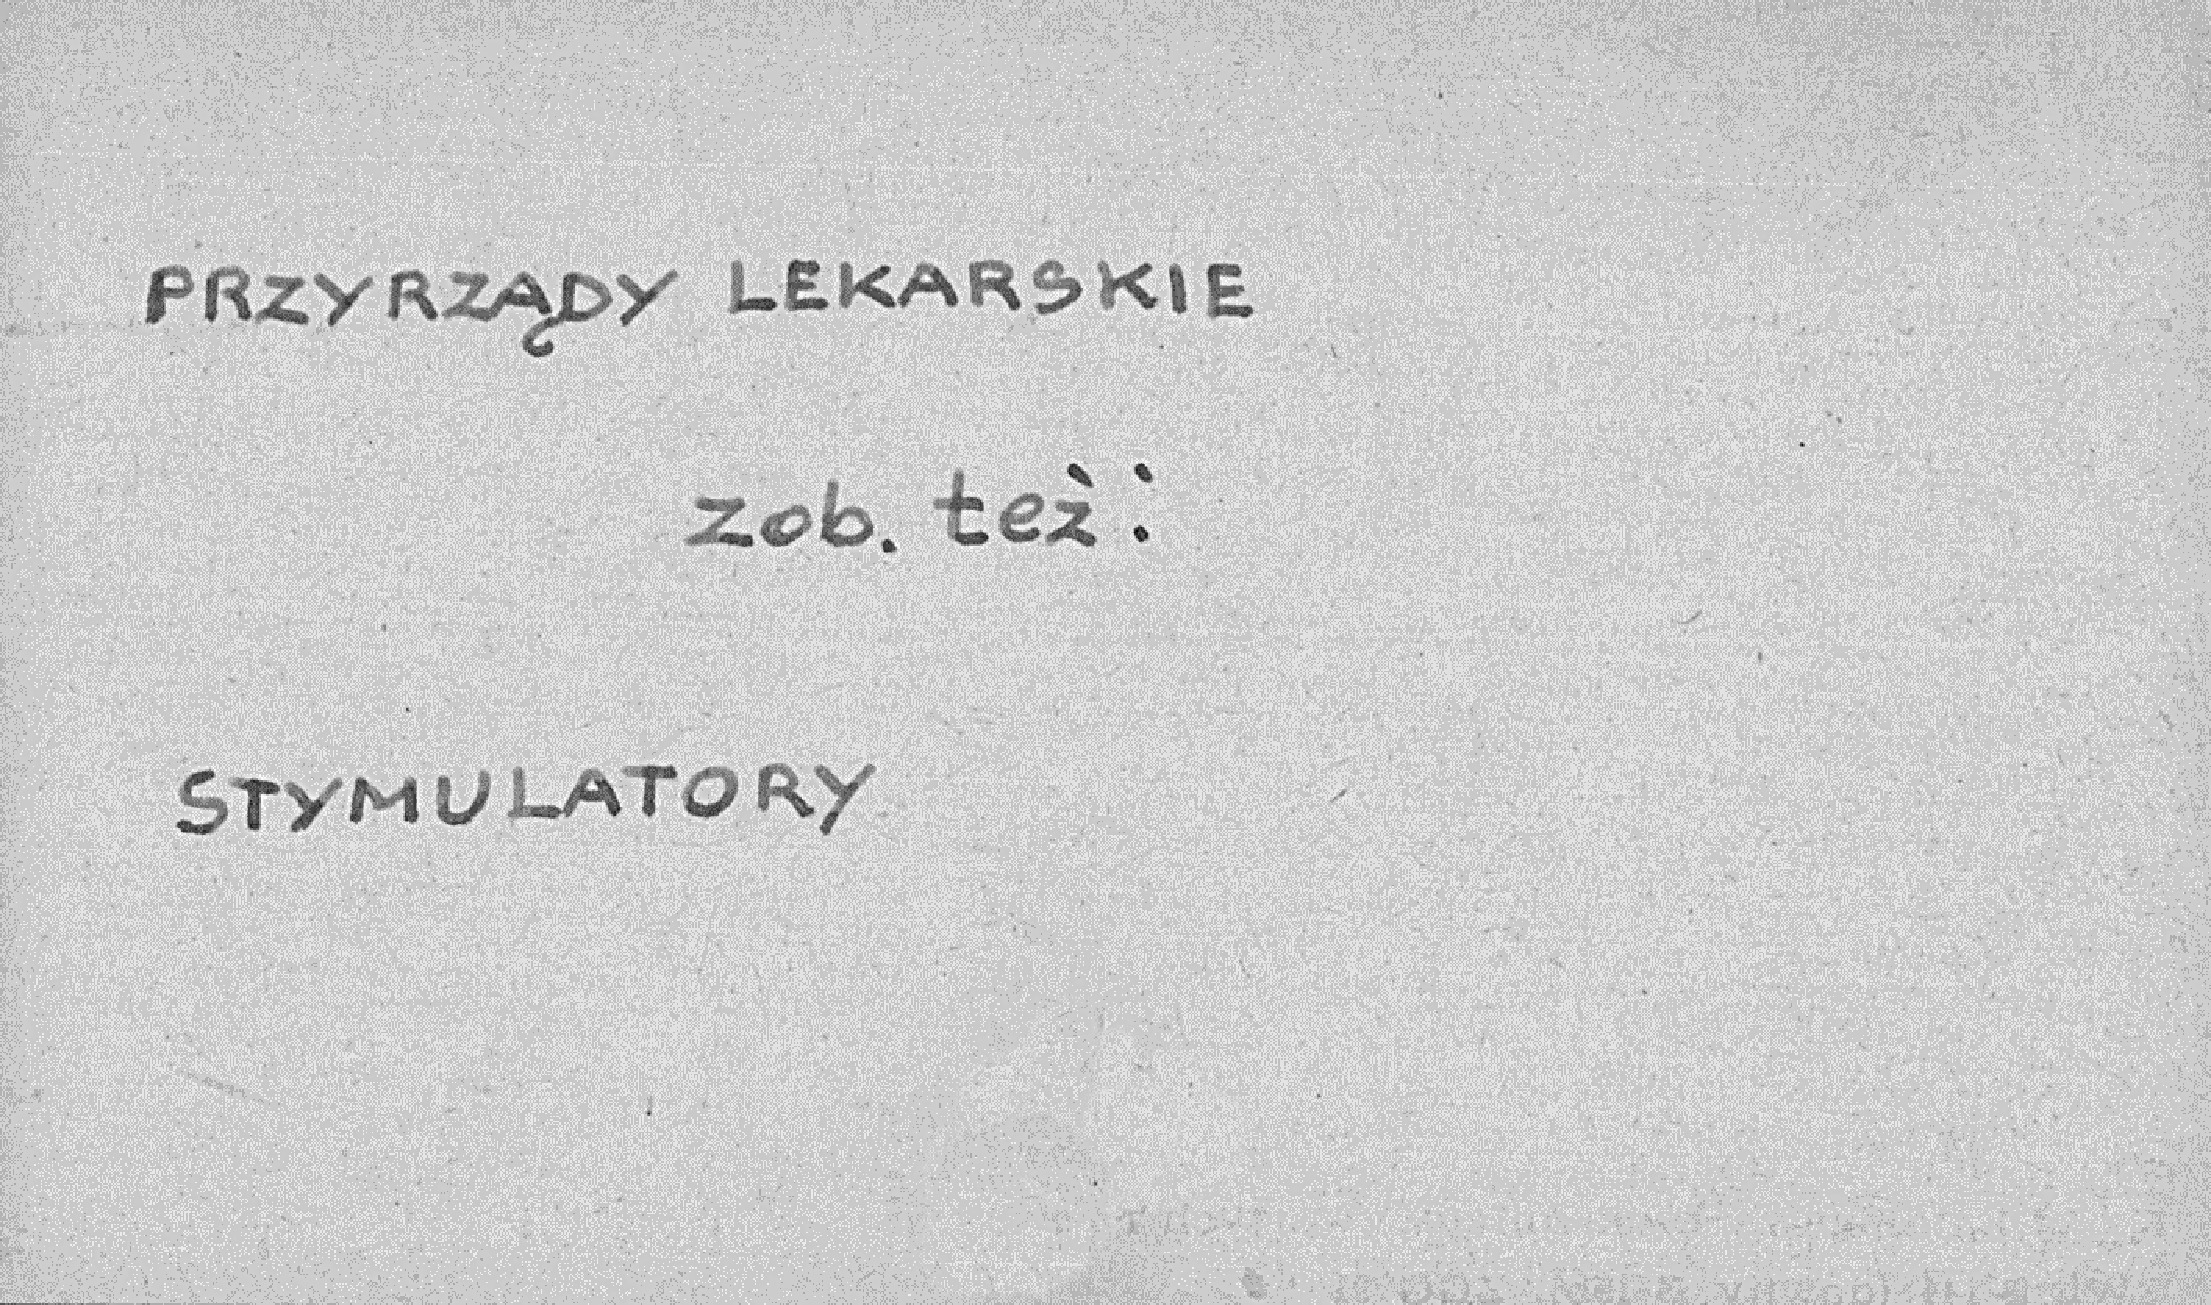 PRZYRZĄDY LEKARSKIE
zob. też:
STYMULATORY